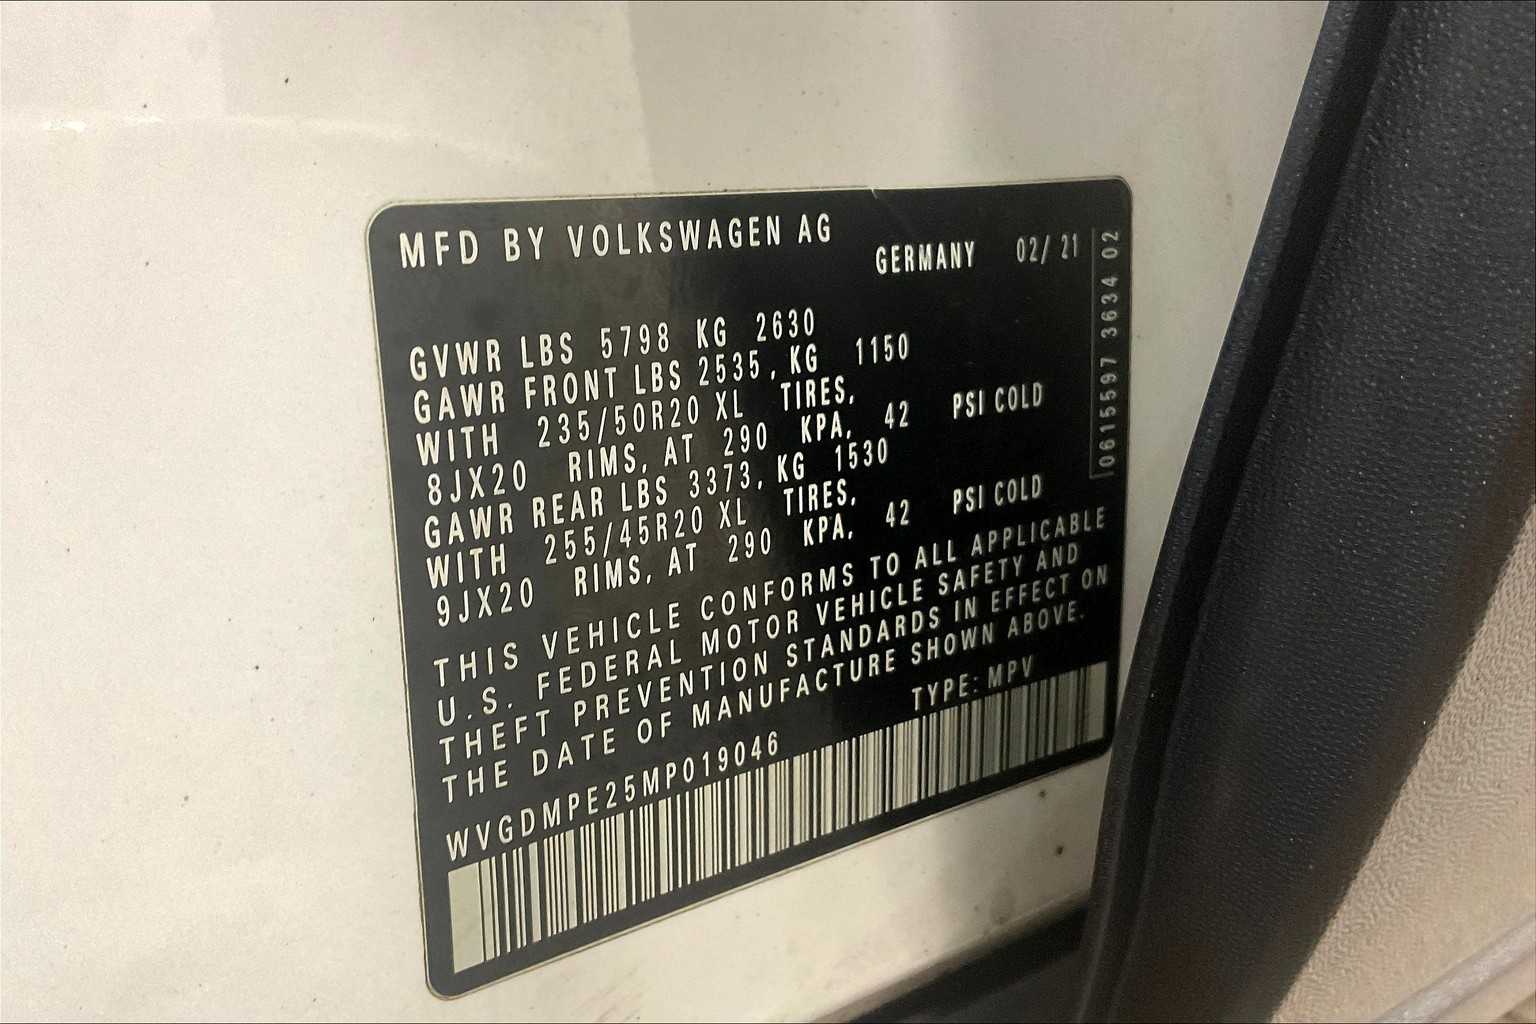 MFD BY VOLKSWAGEN AG
GERMANY 02/ 21
GVWR LBS 5798 KG 2630
GAWR FRONT LBS 2535, KG 1150
WITH 235/50R20 XL TIRES,
8JX20 RIMS, AT 290 KPA, 42 PSI COLD
GAWR REAR LBS 3373, KG 1530
WITH 255/45R20 XL TIRES,
9JX20 RIMS, AT 290 KPA, 42 PSI COLD
THIS VEHICLE CONFORMS TO ALL APPLICABLE
U.S. FEDERAL MOTOR VEHICLE SAFETY AND
THEFT PREVENTION STANDARDS IN EFFECT ON
THE DATE OF MANUFACTURE SHOWN ABOVE.
WVGDMPE25MP019046 TYPE: MPV
0615597 3634 02